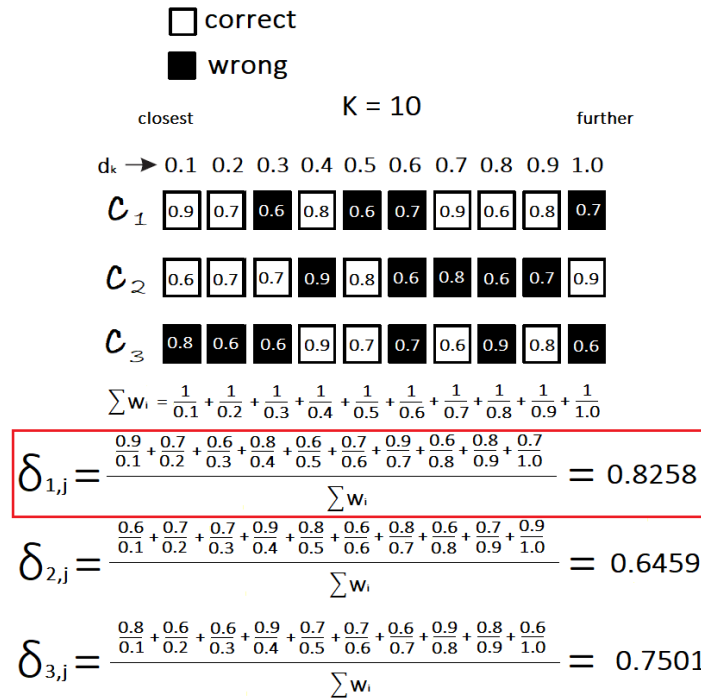 correct
wrong
K = 10
closest further
dₖ → 0.1 0.2 0.3 0.4 0.5 0.6 0.7 0.8 0.9 1.0
C₁ 0.9 0.7 0.6 0.8 0.6 0.7 0.9 0.6 0.8 0.7
C₂ 0.6 0.7 0.7 0.9 0.8 0.6 0.8 0.6 0.7 0.9
C₃ 0.8 0.6 0.6 0.9 0.7 0.7 0.6 0.9 0.8 0.6
∑wᵢ = 1/0.1 + 1/0.2 + 1/0.3 + 1/0.4 + 1/0.5 + 1/0.6 + 1/0.7 + 1/0.8 + 1/0.9 + 1/1.0
0.9/0.1 + 0.7/0.2 + 0.6/0.3 + 0.8/0.4 + 0.6/0.5 + 0.7/0.6 + 0.9/0.7 + 0.6/0.8 + 0.8/0.9 + 0.7/1.0
δ₁,ⱼ = = 0.8258
∑wᵢ
0.6/0.1 + 0.7/0.2 + 0.7/0.3 + 0.9/0.4 + 0.8/0.5 + 0.6/0.6 + 0.8/0.7 + 0.6/0.8 + 0.7/0.9 + 0.9/1.0
δ₂,ⱼ = = 0.6459
∑wᵢ
0.8/0.1 + 0.6/0.2 + 0.6/0.3 + 0.9/0.4 + 0.7/0.5 + 0.7/0.6 + 0.6/0.7 + 0.9/0.8 + 0.8/0.9 + 0.6/1.0
δ₃,ⱼ = = 0.7501
∑wᵢ